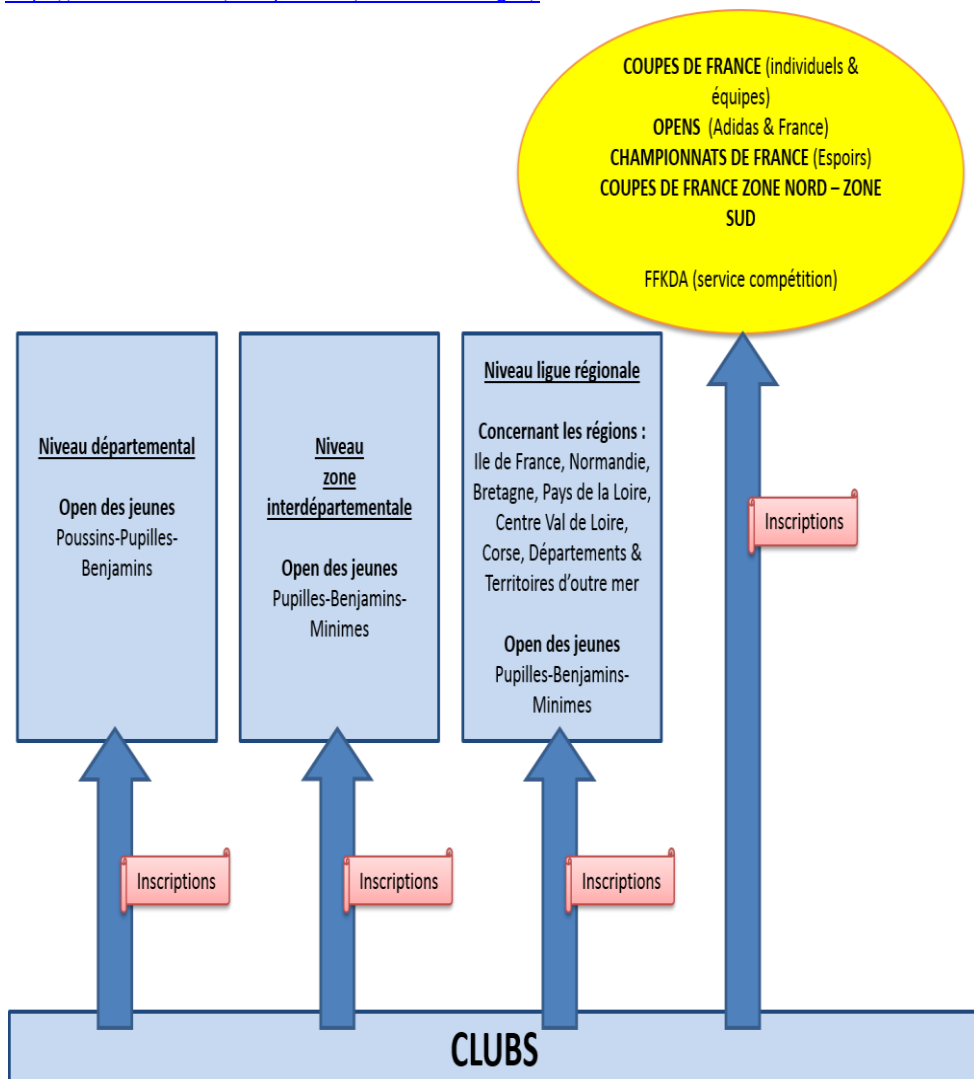 COUPES DE FRANCE (individuels &
équipes)
OPENS (Adidas & France)
CHAMPIONNATS DE FRANCE (Espoirs)
COUPES DE FRANCE ZONE NORD – ZONE
SUD
FFKDA (service compétition)
Niveau départemental
Open des jeunes
Poussins-Pupilles-
Benjamins
Niveau
zone
interdépartementale
Open des jeunes
Pupilles-Benjamins-
Minimes
Niveau ligue régionale
Concernant les régions :
Ile de France, Normandie,
Bretagne, Pays de la Loire,
Centre Val de Loire,
Corse, Départements &
Territoires d'outre mer
Open des jeunes
Pupilles-Benjamins-
Minimes
Inscriptions
Inscriptions
Inscriptions
Inscriptions
CLUBS